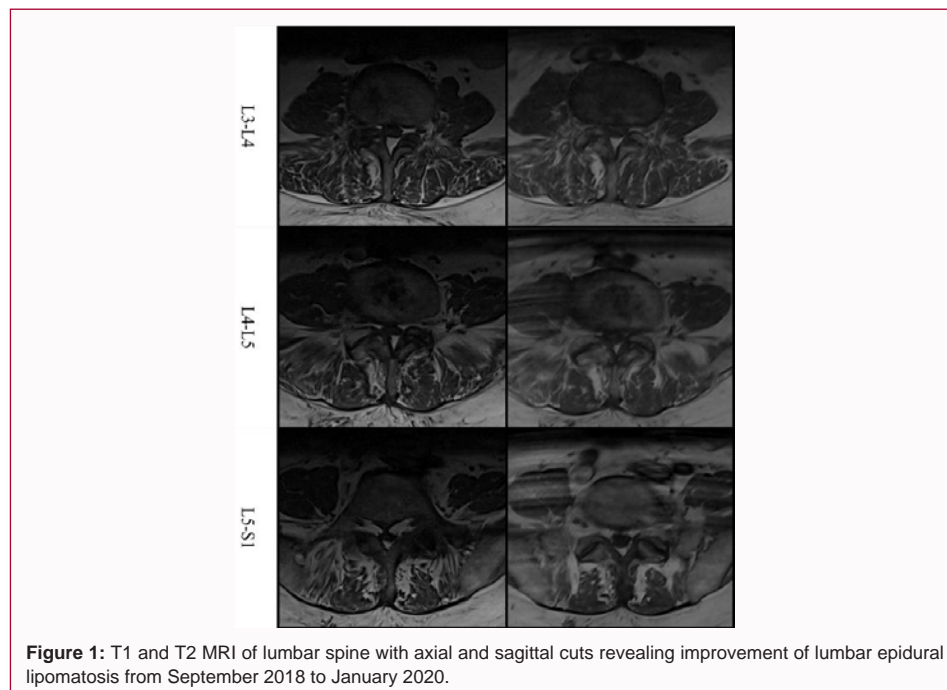 L3-L4
L4-L5
L5-S1
Figure 1: T1 and T2 MRI of lumbar spine with axial and sagittal cuts revealing improvement of lumbar epidural
lipomatosis from September 2018 to January 2020.